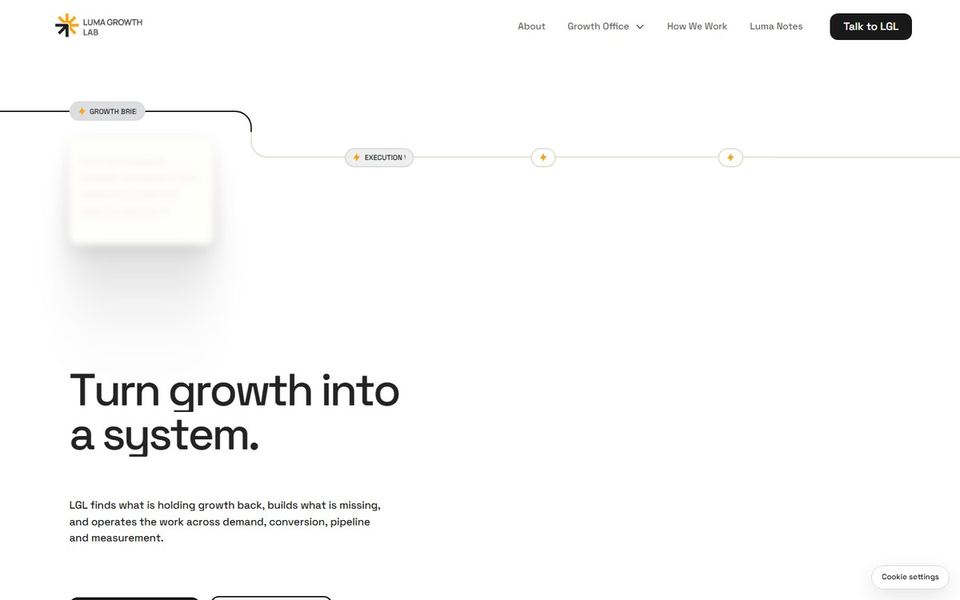 LUMA GROWTH
LAB
About
Growth Office
How We Work
Luma Notes
Talk to LGL
GROWTH BRIE
EXECUTION
Turn growth into
a system.
LGL finds what is holding growth back, builds what is missing,
and operates the work across demand, conversion, pipeline
and measurement.
Cookie settings